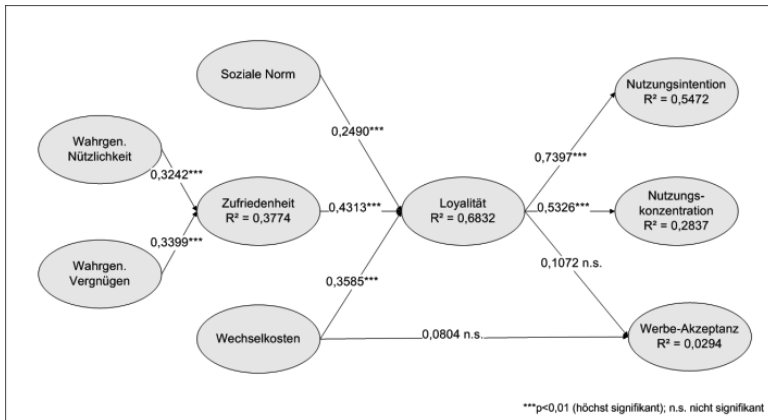 Soziale Norm
Nutzungsintention
R² = 0,5472
0,2490***
Wahrgen.
Nützlichkeit
0,7397***
0,3242***
Zufriedenheit
R² = 0,3774
0,4313***
Loyalität
R² = 0,6832
0,5326***
Nutzungs-
konzentration
R² = 0,2837
0,3399***
Wahrgen.
Vergnügen
0,1072 n.s.
0,3585***
Wechselkosten
0,0804 n.s.
Werbe-Akzeptanz
R² = 0,0294
***p<0,01 (höchst signifikant); n.s. nicht signifikant